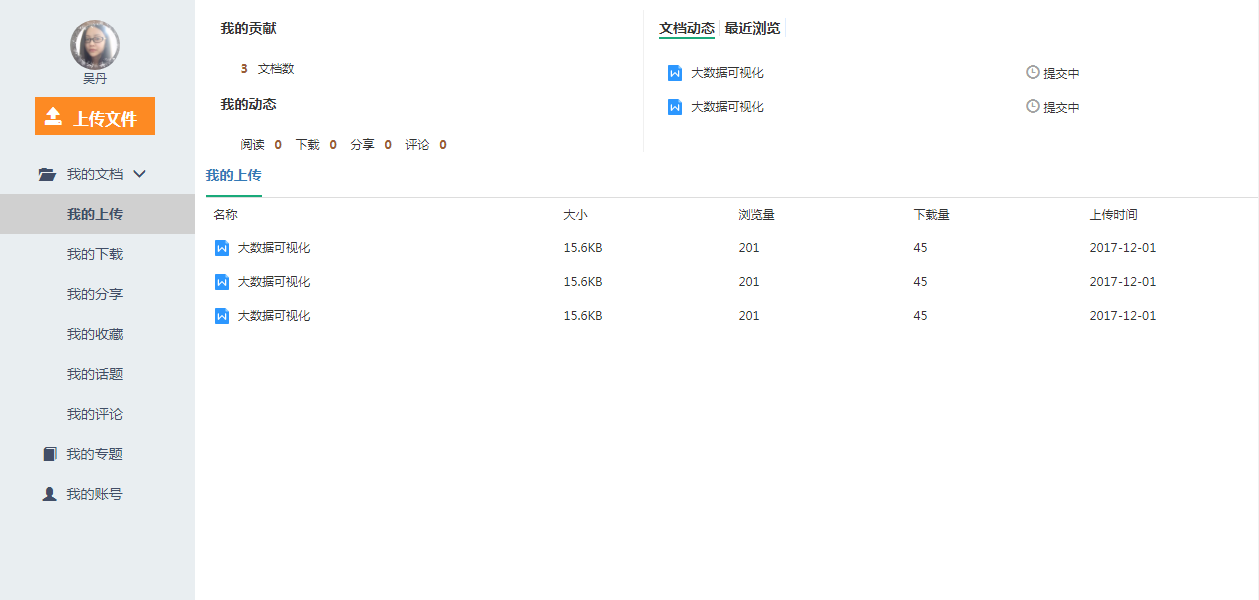 吴丹
上传文件
我的文档
我的上传
我的下载
我的分享
我的收藏
我的话题
我的评论
我的专题
我的账号
我的贡献
3 文档数
我的动态
阅读 0 下载 0 分享 0 评论 0
文档动态 最近浏览
大数据可视化 提交中
大数据可视化 提交中
我的上传
名称 大小 浏览量 下载量 上传时间
大数据可视化 15.6KB 201 45 2017-12-01
大数据可视化 15.6KB 201 45 2017-12-01
大数据可视化 15.6KB 201 45 2017-12-01